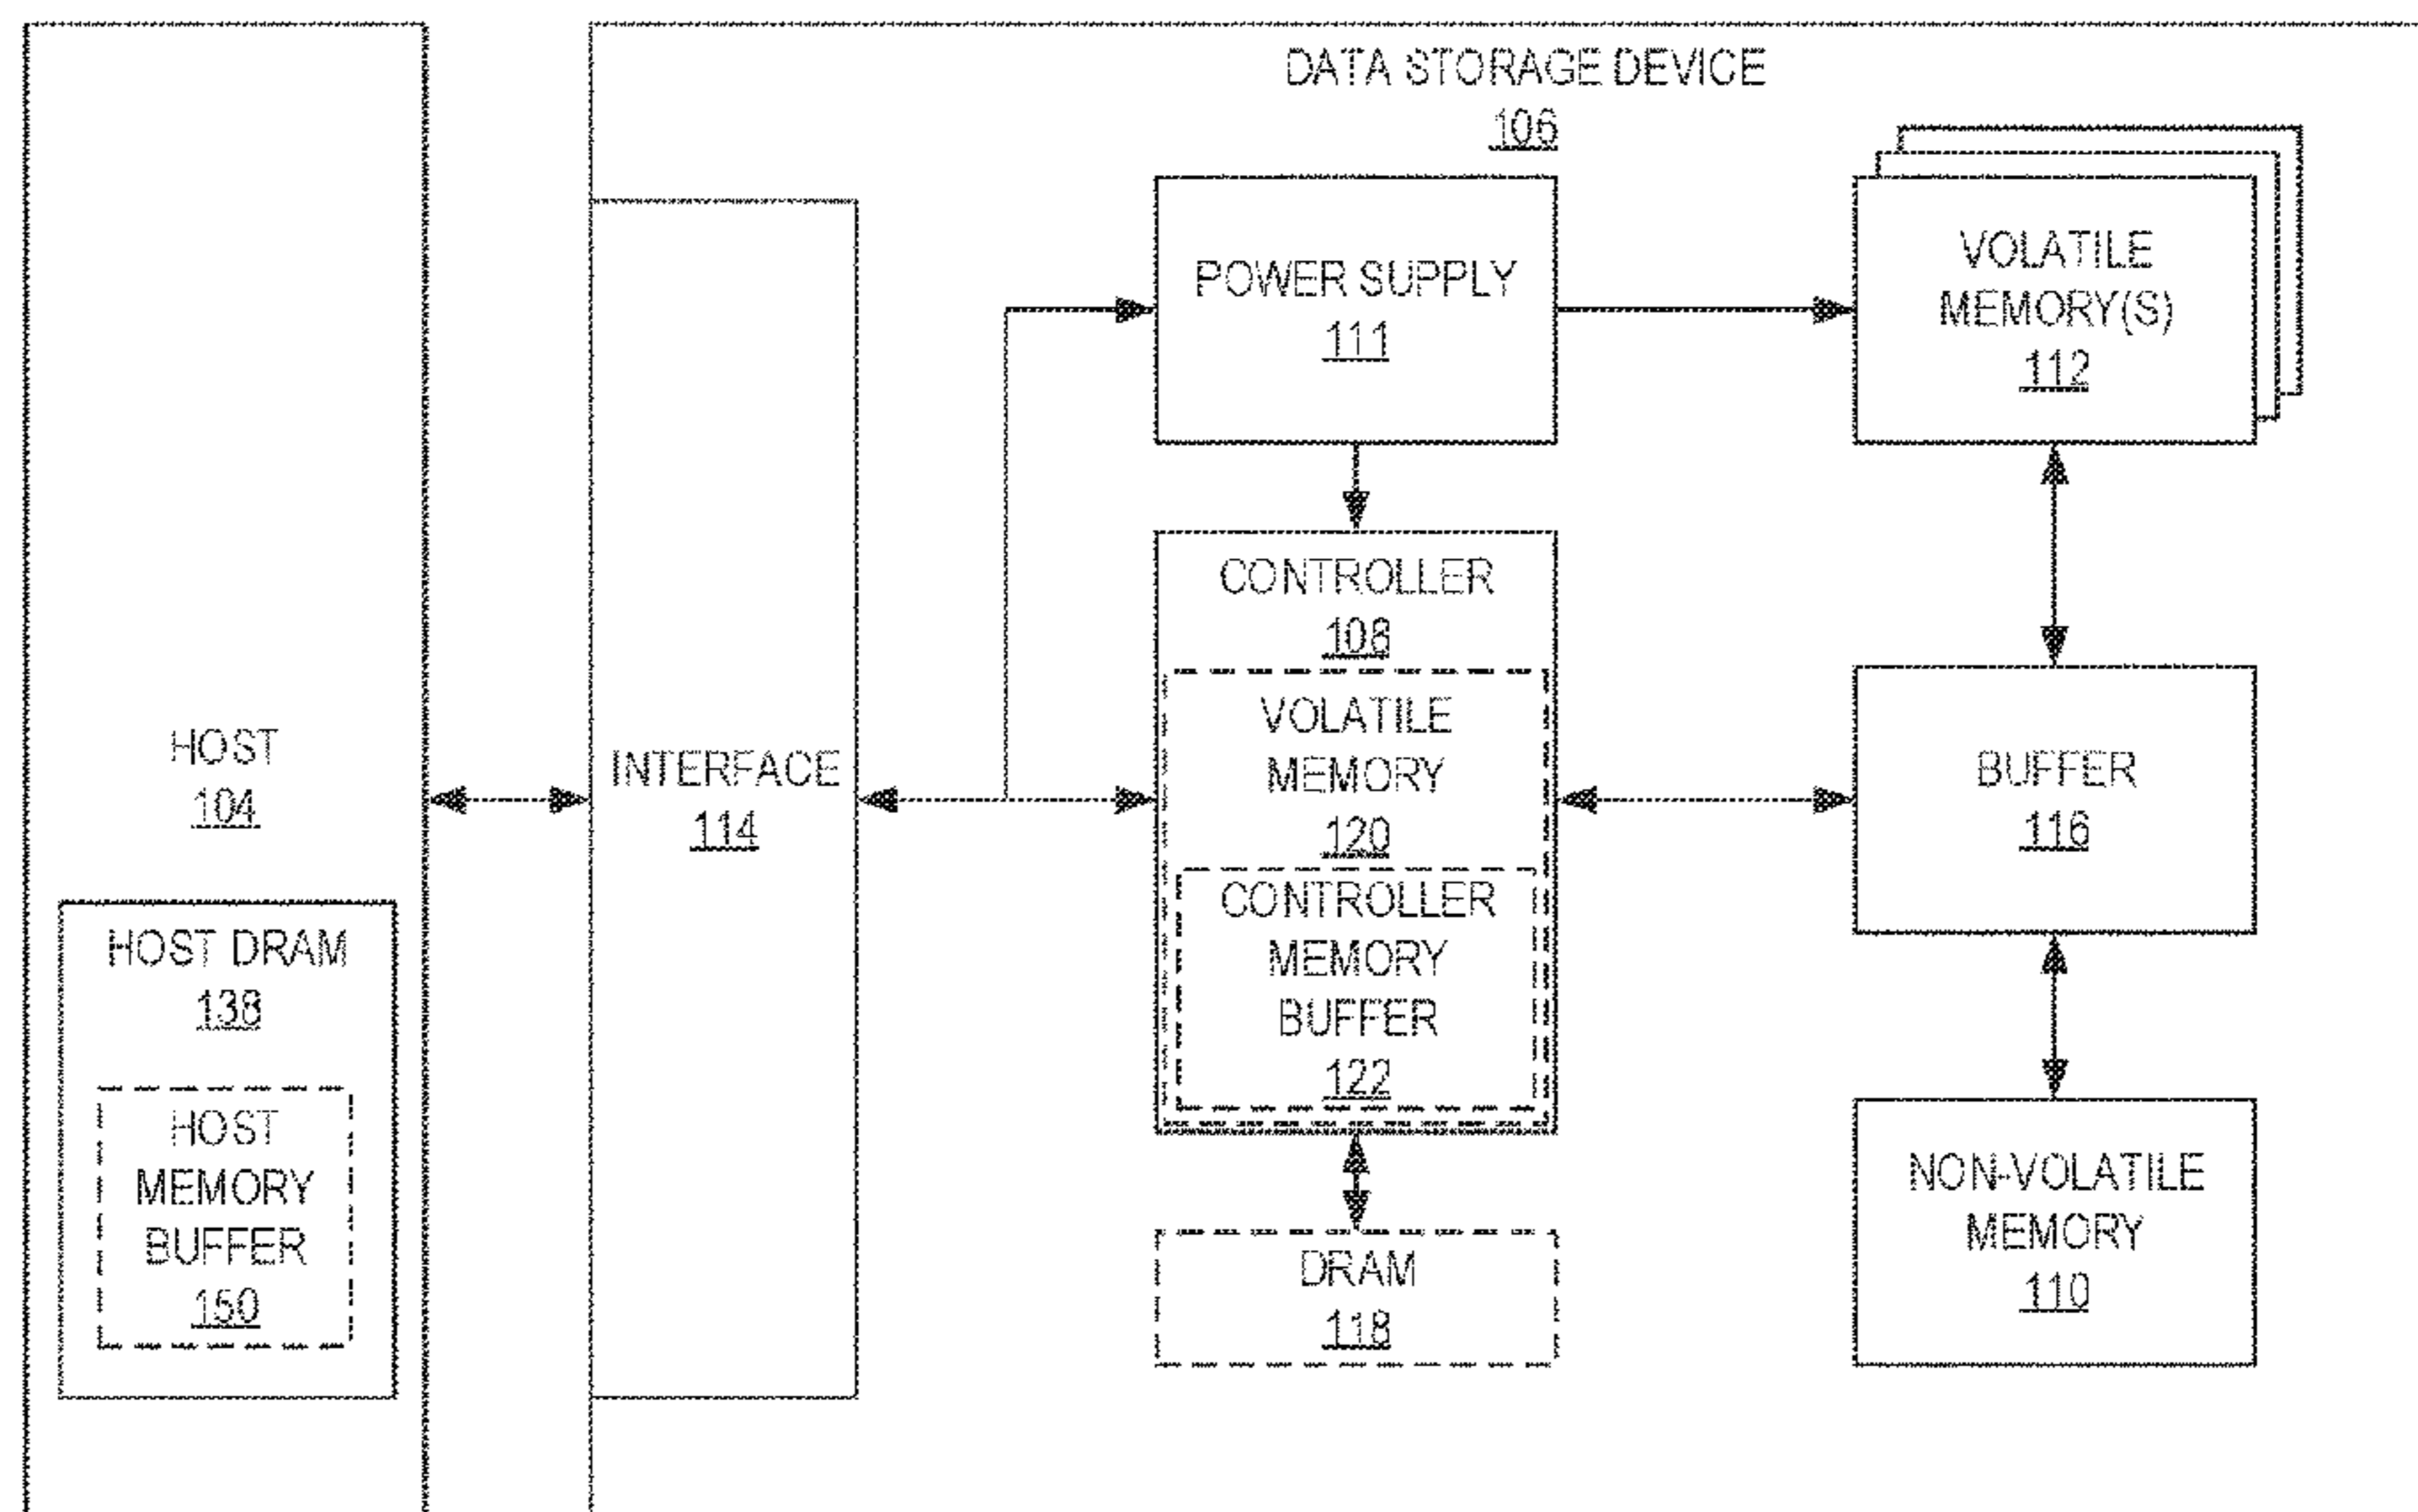 DATA STORAGE DEVICE
106
HOST
104
HOST DRAM
138
HOST
MEMORY
BUFFER
150
INTERFACE
114
POWER SUPPLY
111
CONTROLLER
108
VOLATILE
MEMORY
120
CONTROLLER
MEMORY
BUFFER
122
DRAM
118
VOLATILE
MEMORY(S)
112
BUFFER
116
NON-VOLATILE
MEMORY
110